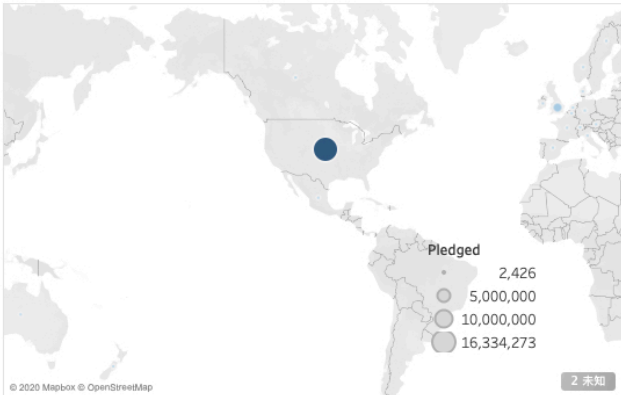 Pledged
2,426
5,000,000
10,000,000
16,334,273
2 未知
© 2020 Mapbox © OpenStreetMap